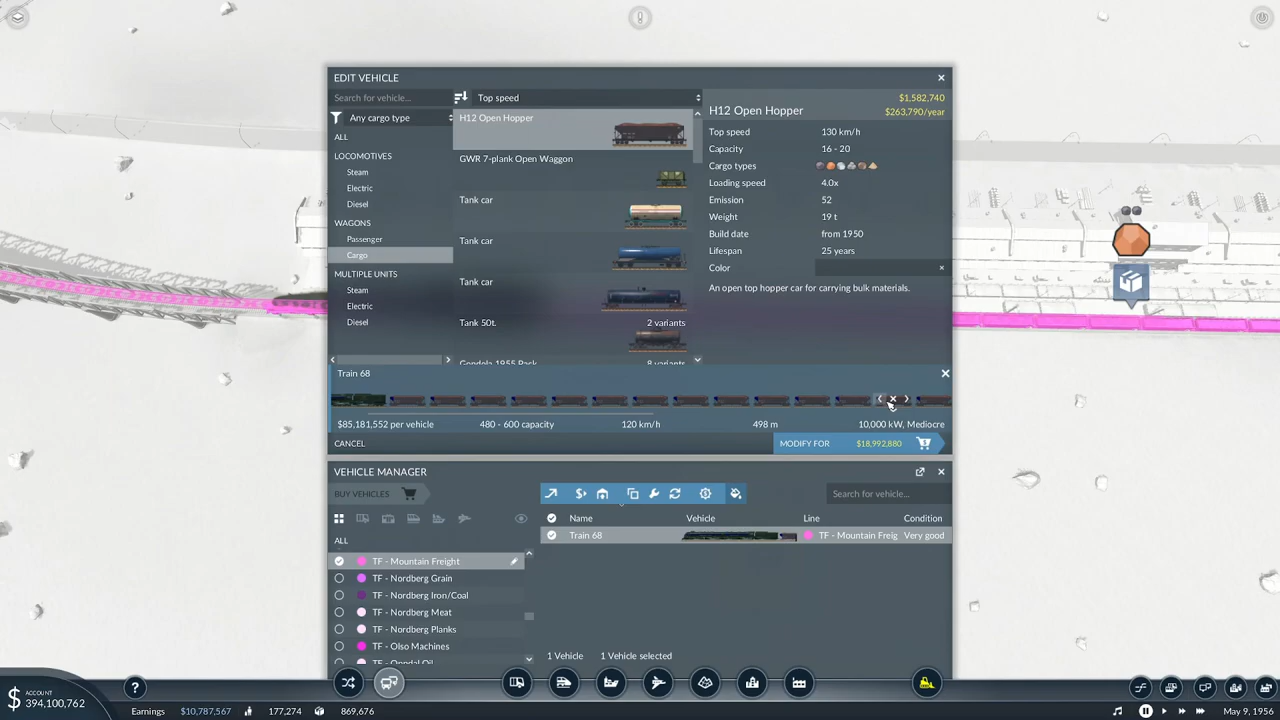 EDIT VEHICLE
Search for vehicle...
Top speed
Any cargo type
ALL
LOCOMOTIVES
Steam
Electric
Diesel
WAGONS
Passenger
Cargo
MULTIPLE UNITS
Steam
Electric
Diesel
H12 Open Hopper
GWR 7-plank Open Waggon
Tank car
Tank car
Tank car
Tank 50t. 2 variants
Gondola 1955 Pack 8 variants
$1,582,740
H12 Open Hopper
$263,790/year
Top speed 130 km/h
Capacity 16 - 20
Cargo types
Loading speed 4.0x
Emission 52
Weight 19 t
Build date from 1950
Lifespan 25 years
Color
An open top hopper car for carrying bulk materials.
Train 68
$85,181,552 per vehicle 480 - 600 capacity 120 km/h 498 m 10,000 kW, Mediocre
CANCEL
MODIFY FOR $18,992,880
VEHICLE MANAGER
BUY VEHICLES
Search for vehicle...
ALL
TF - Mountain Freight
TF - Nordberg Grain
TF - Nordberg Iron/Coal
TF - Nordberg Meat
TF - Nordberg Planks
TF - Olso Machines
TF - Oppdal Oil
Name Vehicle Line Condition
Train 68 TF - Mountain Freig Very good
1 Vehicle 1 Vehicle selected
$ ACCOUNT
394,100,762
?
Earnings $10,787,567 177,274 869,676
May 9, 1956